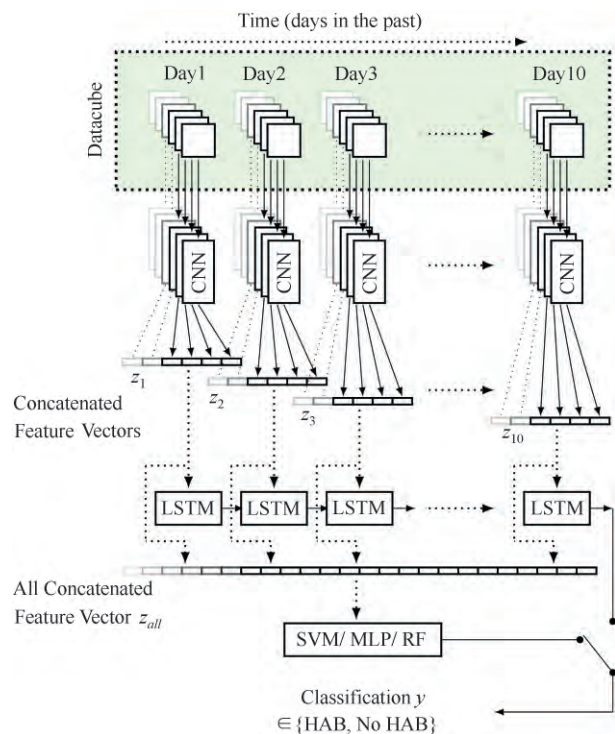 Time (days in the past)
Day1 Day2 Day3 Day10
Datacube
CNN CNN CNN CNN
z1
z2
z3
z10
Concatenated
Feature Vectors
LSTM LSTM LSTM LSTM
All Concatenated
Feature Vector zall
SVM/ MLP/ RF
Classification y
∈{HAB, No HAB}